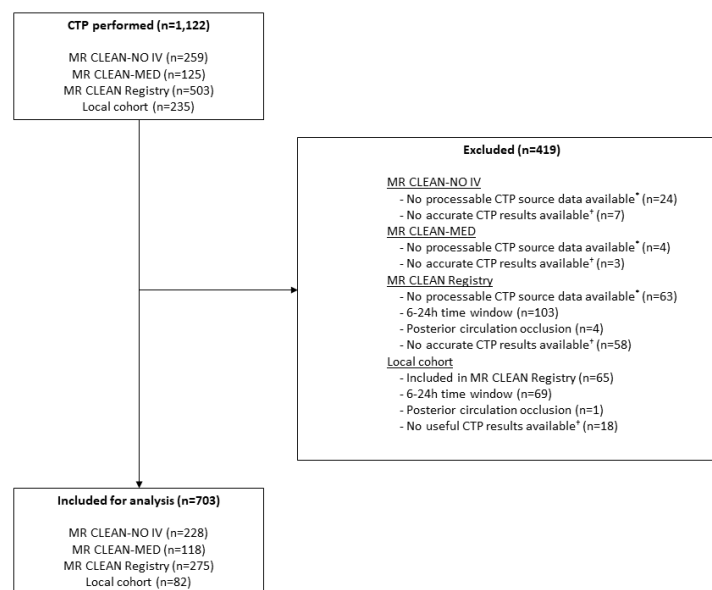 CTP performed (n=1,122)
MR CLEAN-NO IV (n=259)
MR CLEAN-MED (n=125)
MR CLEAN Registry (n=503)
Local cohort (n=235)
Excluded (n=419)
MR CLEAN-NO IV
- No processable CTP source data available* (n=24)
- No accurate CTP results available⁺ (n=7)
MR CLEAN-MED
- No processable CTP source data available* (n=4)
- No accurate CTP results available⁺ (n=3)
MR CLEAN Registry
- No processable CTP source data available* (n=63)
- 6-24h time window (n=103)
- Posterior circulation occlusion (n=4)
- No accurate CTP results available⁺ (n=58)
Local cohort
- Included in MR CLEAN Registry (n=65)
- 6-24h time window (n=69)
- Posterior circulation occlusion (n=1)
- No useful CTP results available⁺ (n=18)
Included for analysis (n=703)
MR CLEAN-NO IV (n=228)
MR CLEAN-MED (n=118)
MR CLEAN Registry (n=275)
Local cohort (n=82)